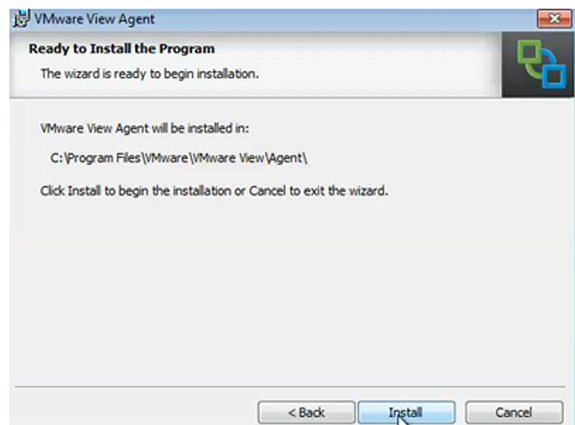 VMware View Agent
Ready to Install the Program
The wizard is ready to begin installation.
VMware View Agent will be installed in:
C:\Program Files\VMware\VMware View\Agent\
Click Install to begin the installation or Cancel to exit the wizard.
< Back Install Cancel